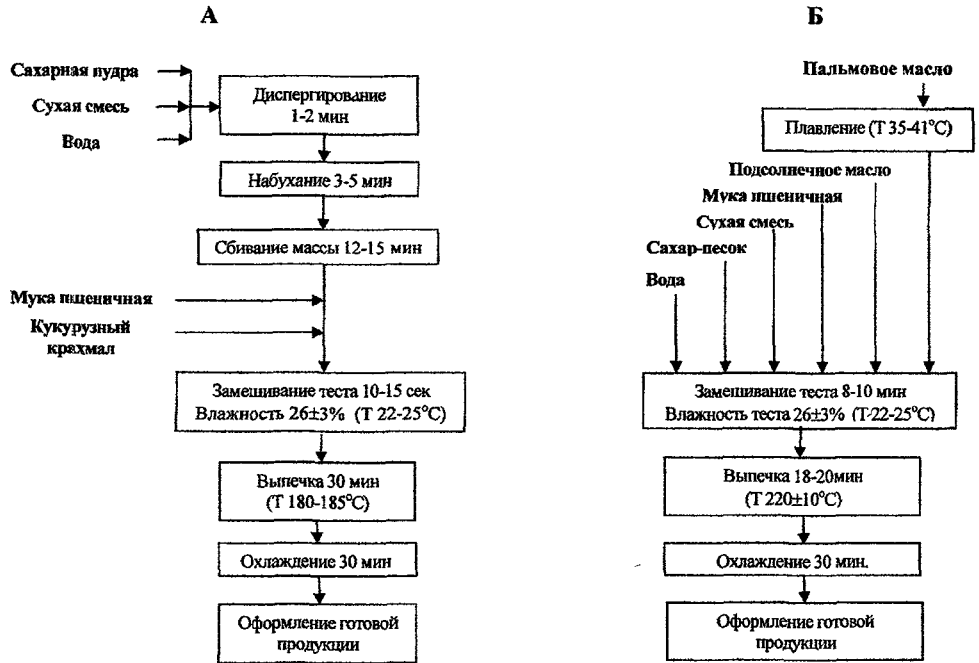 А
Сахарная пудра
Сухая смесь
Вода
Диспергирование
1-2 мин
Набухание 3-5 мин
Сбивание массы 12-15 мин
Мука пшеничная
Кукурузный
крахмал
Замешивание теста 10-15 сек
Влажность 26±3% (Т 22-25°С)
Выпечка 30 мин
(Т 180-185°С)
Охлаждение 30 мин
Оформление готовой
продукции
Б
Пальмовое масло
Плавление (Т 35-41°С)
Подсолнечное масло
Мука пшеничная
Сухая смесь
Сахар-песок
Вода
Замешивание теста 8-10 мин
Влажность теста 26±3% (Т-22-25°С)
Выпечка 18-20мин
(Т 220±10°С)
Охлаждение 30 мин.
Оформление готовой
продукции